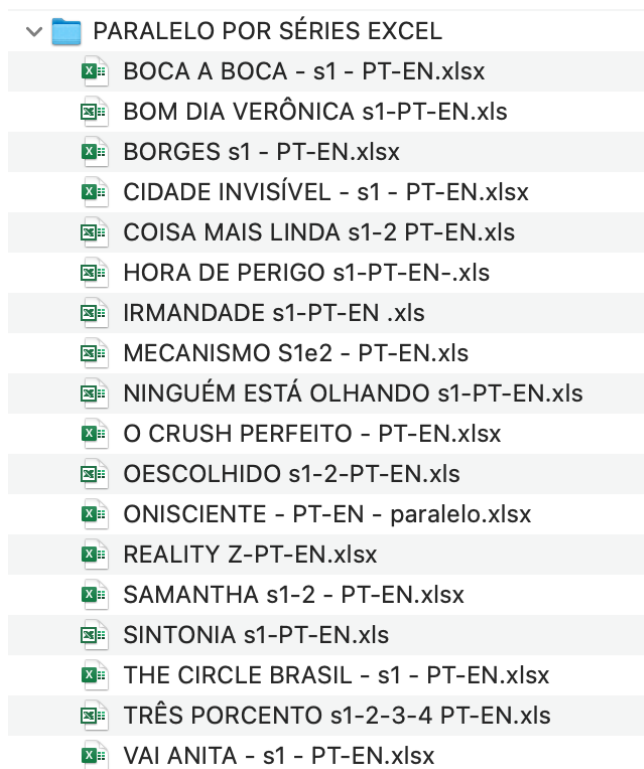 PARALELO POR SÉRIES EXCEL
BOCA A BOCA - s1 - PT-EN.xlsx
BOM DIA VERÔNICA s1-PT-EN.xls
BORGES s1 - PT-EN.xlsx
CIDADE INVISÍVEL - s1 - PT-EN.xlsx
COISA MAIS LINDA s1-2 PT-EN.xls
HORA DE PERIGO s1-PT-EN-.xls
IRMANDADE s1-PT-EN .xls
MECANISMO S1e2 - PT-EN.xls
NINGUÉM ESTÁ OLHANDO s1-PT-EN.xls
O CRUSH PERFEITO - PT-EN.xlsx
OESCOLHIDO s1-2-PT-EN.xls
ONISCIENTE - PT-EN - paralelo.xlsx
REALITY Z-PT-EN.xlsx
SAMANTHA s1-2 - PT-EN.xlsx
SINTONIA s1-PT-EN.xls
THE CIRCLE BRASIL - s1 - PT-EN.xlsx
TRÊS PORCENTO s1-2-3-4 PT-EN.xls
VAI ANITA - s1 - PT-EN.xlsx